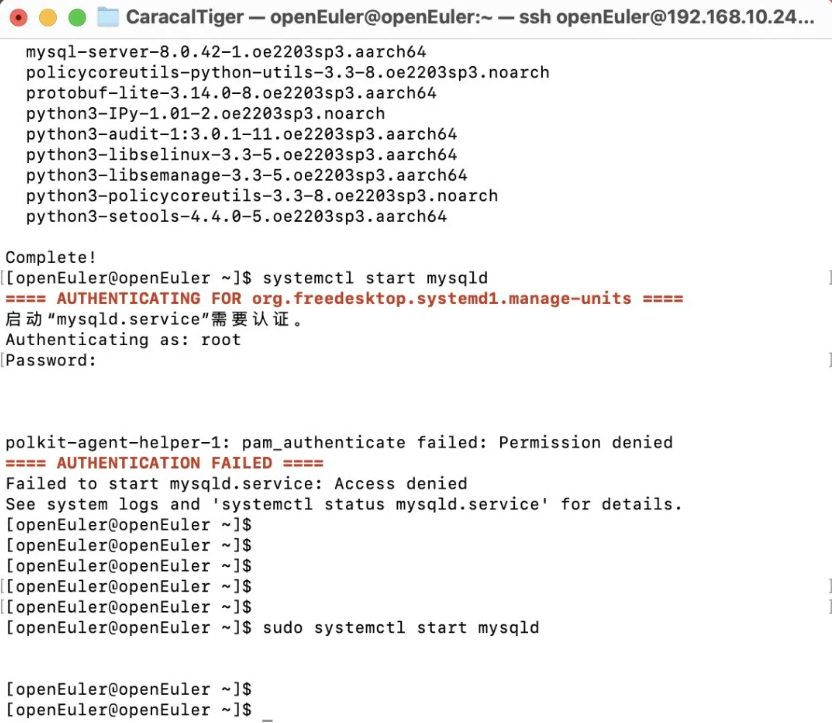 CaracalTiger — openEuler@openEuler:~ — ssh openEuler@192.168.10.24...
mysql-server-8.0.42-1.oe2203sp3.aarch64
policycoreutils-python-utils-3.3-8.oe2203sp3.noarch
protobuf-lite-3.14.0-8.oe2203sp3.aarch64
python3-IPy-1.01-2.oe2203sp3.noarch
python3-audit-1:3.0.1-11.oe2203sp3.aarch64
python3-libselinux-3.3-5.oe2203sp3.aarch64
python3-libsemanage-3.3-5.oe2203sp3.aarch64
python3-policycoreutils-3.3-8.oe2203sp3.noarch
python3-setools-4.4.0-5.oe2203sp3.aarch64
Complete!
[[openEuler@openEuler ~]$ systemctl start mysqld ]
==== AUTHENTICATING FOR org.freedesktop.systemd1.manage-units ====
启动“mysqld.service”需要认证。
Authenticating as: root
[Password: ]
polkit-agent-helper-1: pam_authenticate failed: Permission denied
==== AUTHENTICATION FAILED ====
Failed to start mysqld.service: Access denied
See system logs and 'systemctl status mysqld.service' for details.
[openEuler@openEuler ~]$
[openEuler@openEuler ~]$
[openEuler@openEuler ~]$
[[openEuler@openEuler ~]$ ]
[[openEuler@openEuler ~]$ ]
[openEuler@openEuler ~]$ sudo systemctl start mysqld
[openEuler@openEuler ~]$
[openEuler@openEuler ~]$